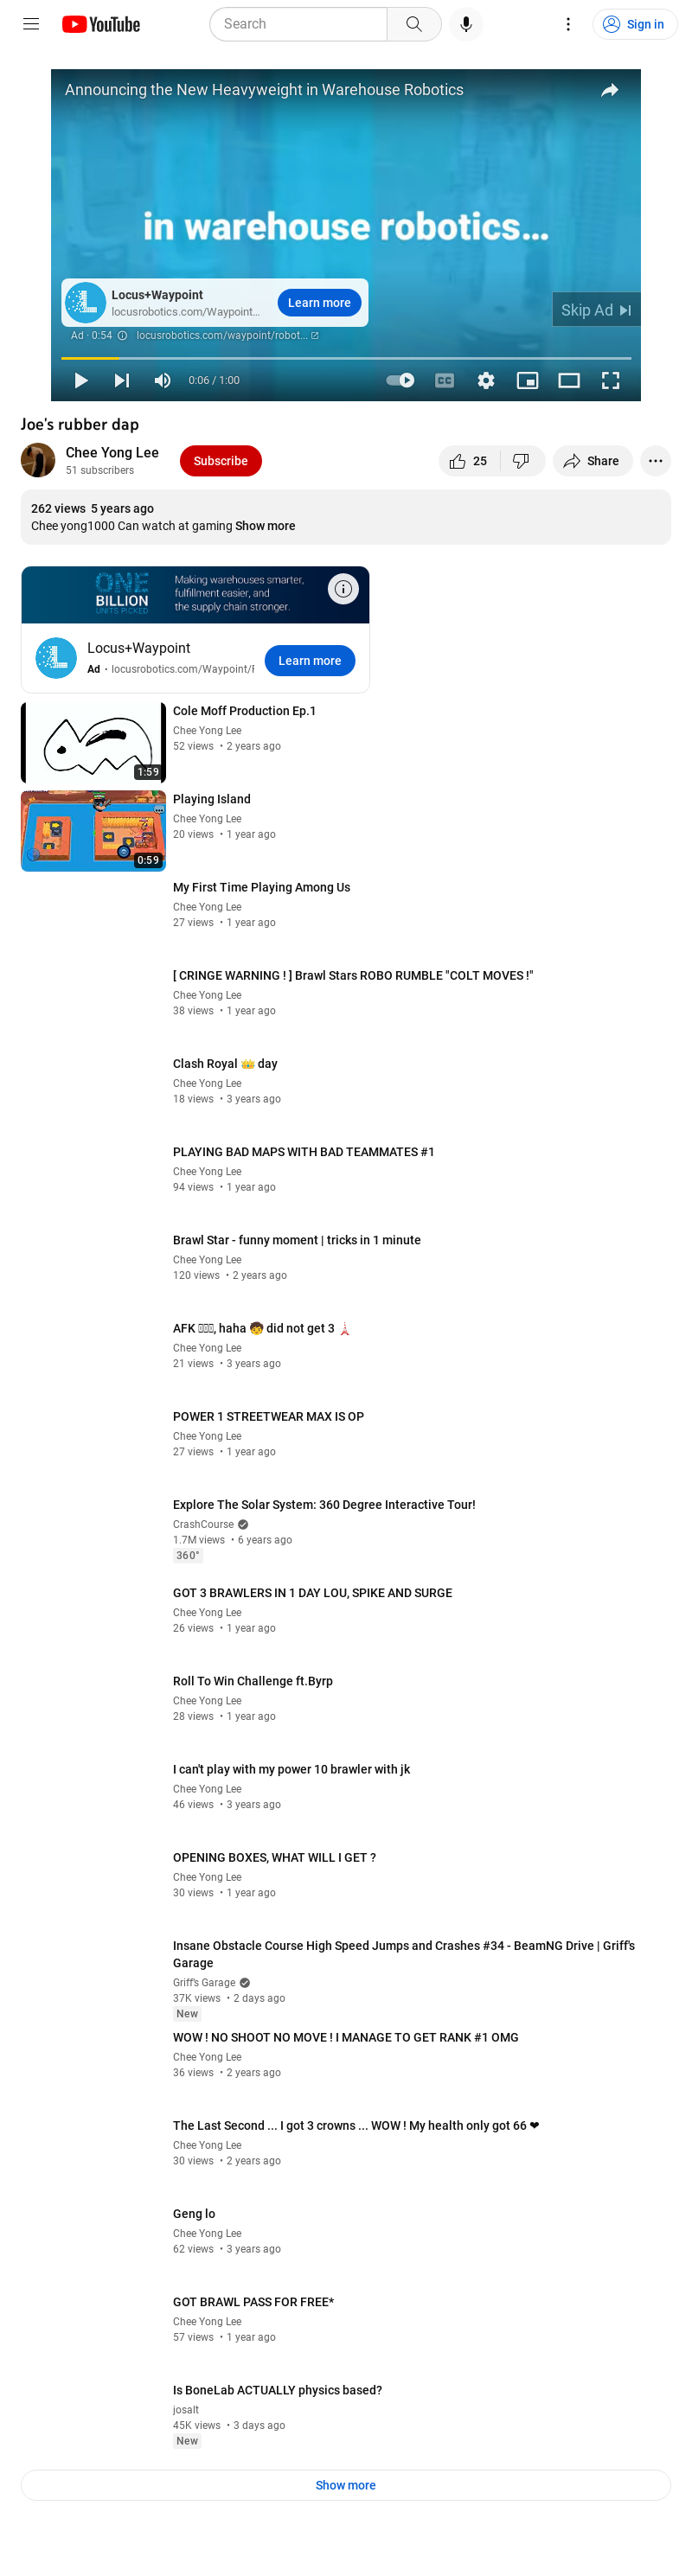 YouTube
Search
Sign in
Announcing the New Heavyweight in Warehouse Robotics
in warehouse robotics...
Locus+Waypoint
locusrobotics.com/Waypoint...
Learn more
Skip Ad
Ad · 0:54 locusrobotics.com/waypoint/robot...
0:06 / 1:00
CC
Joe's rubber dap
Chee Yong Lee
51 subscribers
Subscribe
25
Share
262 views 5 years ago
Chee yong1000 Can watch at gaming Show more
ONE
BILLION
UNITS PICKED
Making warehouses smarter,
fulfillment easier, and
the supply chain stronger.
Locus+Waypoint
Ad · locusrobotics.com/Waypoint/F
Learn more
Cole Moff Production Ep.1
Chee Yong Lee
52 views • 2 years ago
1:59
Playing Island
Chee Yong Lee
20 views • 1 year ago
0:59
My First Time Playing Among Us
Chee Yong Lee
27 views • 1 year ago
[ CRINGE WARNING ! ] Brawl Stars ROBO RUMBLE "COLT MOVES !"
Chee Yong Lee
38 views • 1 year ago
Clash Royal 👑 day
Chee Yong Lee
18 views • 3 years ago
PLAYING BAD MAPS WITH BAD TEAMMATES #1
Chee Yong Lee
94 views • 1 year ago
Brawl Star - funny moment | tricks in 1 minute
Chee Yong Lee
120 views • 2 years ago
AFK , haha 🧒 did not get 3 🗼
Chee Yong Lee
21 views • 3 years ago
POWER 1 STREETWEAR MAX IS OP
Chee Yong Lee
27 views • 1 year ago
Explore The Solar System: 360 Degree Interactive Tour!
CrashCourse
1.7M views • 6 years ago
360°
GOT 3 BRAWLERS IN 1 DAY LOU, SPIKE AND SURGE
Chee Yong Lee
26 views • 1 year ago
Roll To Win Challenge ft.Byrp
Chee Yong Lee
28 views • 1 year ago
I can't play with my power 10 brawler with jk
Chee Yong Lee
46 views • 3 years ago
OPENING BOXES, WHAT WILL I GET ?
Chee Yong Lee
30 views • 1 year ago
Insane Obstacle Course High Speed Jumps and Crashes #34 - BeamNG Drive | Griff's
Garage
Griff's Garage
37K views • 2 days ago
New
WOW ! NO SHOOT NO MOVE ! I MANAGE TO GET RANK #1 OMG
Chee Yong Lee
36 views • 2 years ago
The Last Second ... I got 3 crowns ... WOW ! My health only got 66 ❤
Chee Yong Lee
30 views • 2 years ago
Geng lo
Chee Yong Lee
62 views • 3 years ago
GOT BRAWL PASS FOR FREE*
Chee Yong Lee
57 views • 1 year ago
Is BoneLab ACTUALLY physics based?
josalt
45K views • 3 days ago
New
Show more